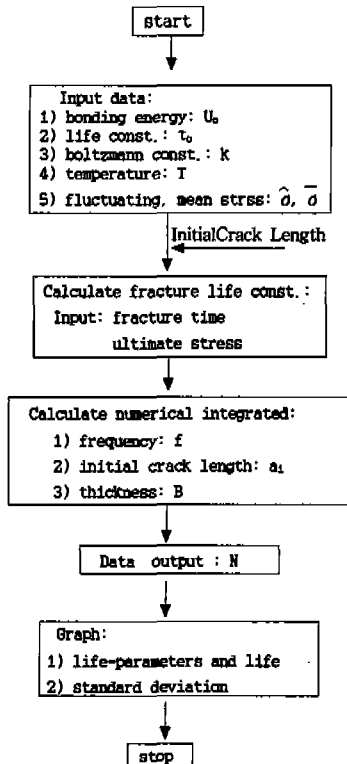 start
Input data:
1) bonding energy: U₀
2) life const.: τ₀
3) boltzmann const.: k
4) temperature: T
5) fluctuating, mean strss: σ̂, σ̄
InitialCrack Length
Calculate fracture life const.:
Input: fracture time
ultimate stress
Calculate numerical integrated:
1) frequency: f
2) initial crack length: a₁
3) thickness: B
Data output : N
Graph:
1) life-parameters and life
2) standard deviation
stop